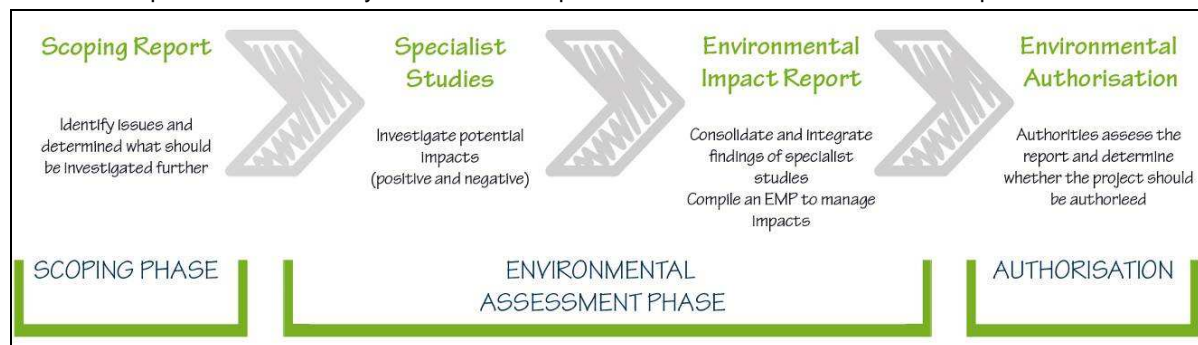 Scoping Report
Identify issues and
determined what should
be investigated further
Specialist
Studies
Investigate potential
impacts
(positive and negative)
Environmental
Impact Report
Consolidate and integrate
findings of specialist
studies
Compile an EMP to manage
impacts
Environmental
Authorisation
Authorities assess the
report and determine
whether the project should
be authorieed
SCOPING PHASE
ENVIRONMENTAL
ASSESSMENT PHASE
AUTHORISATION